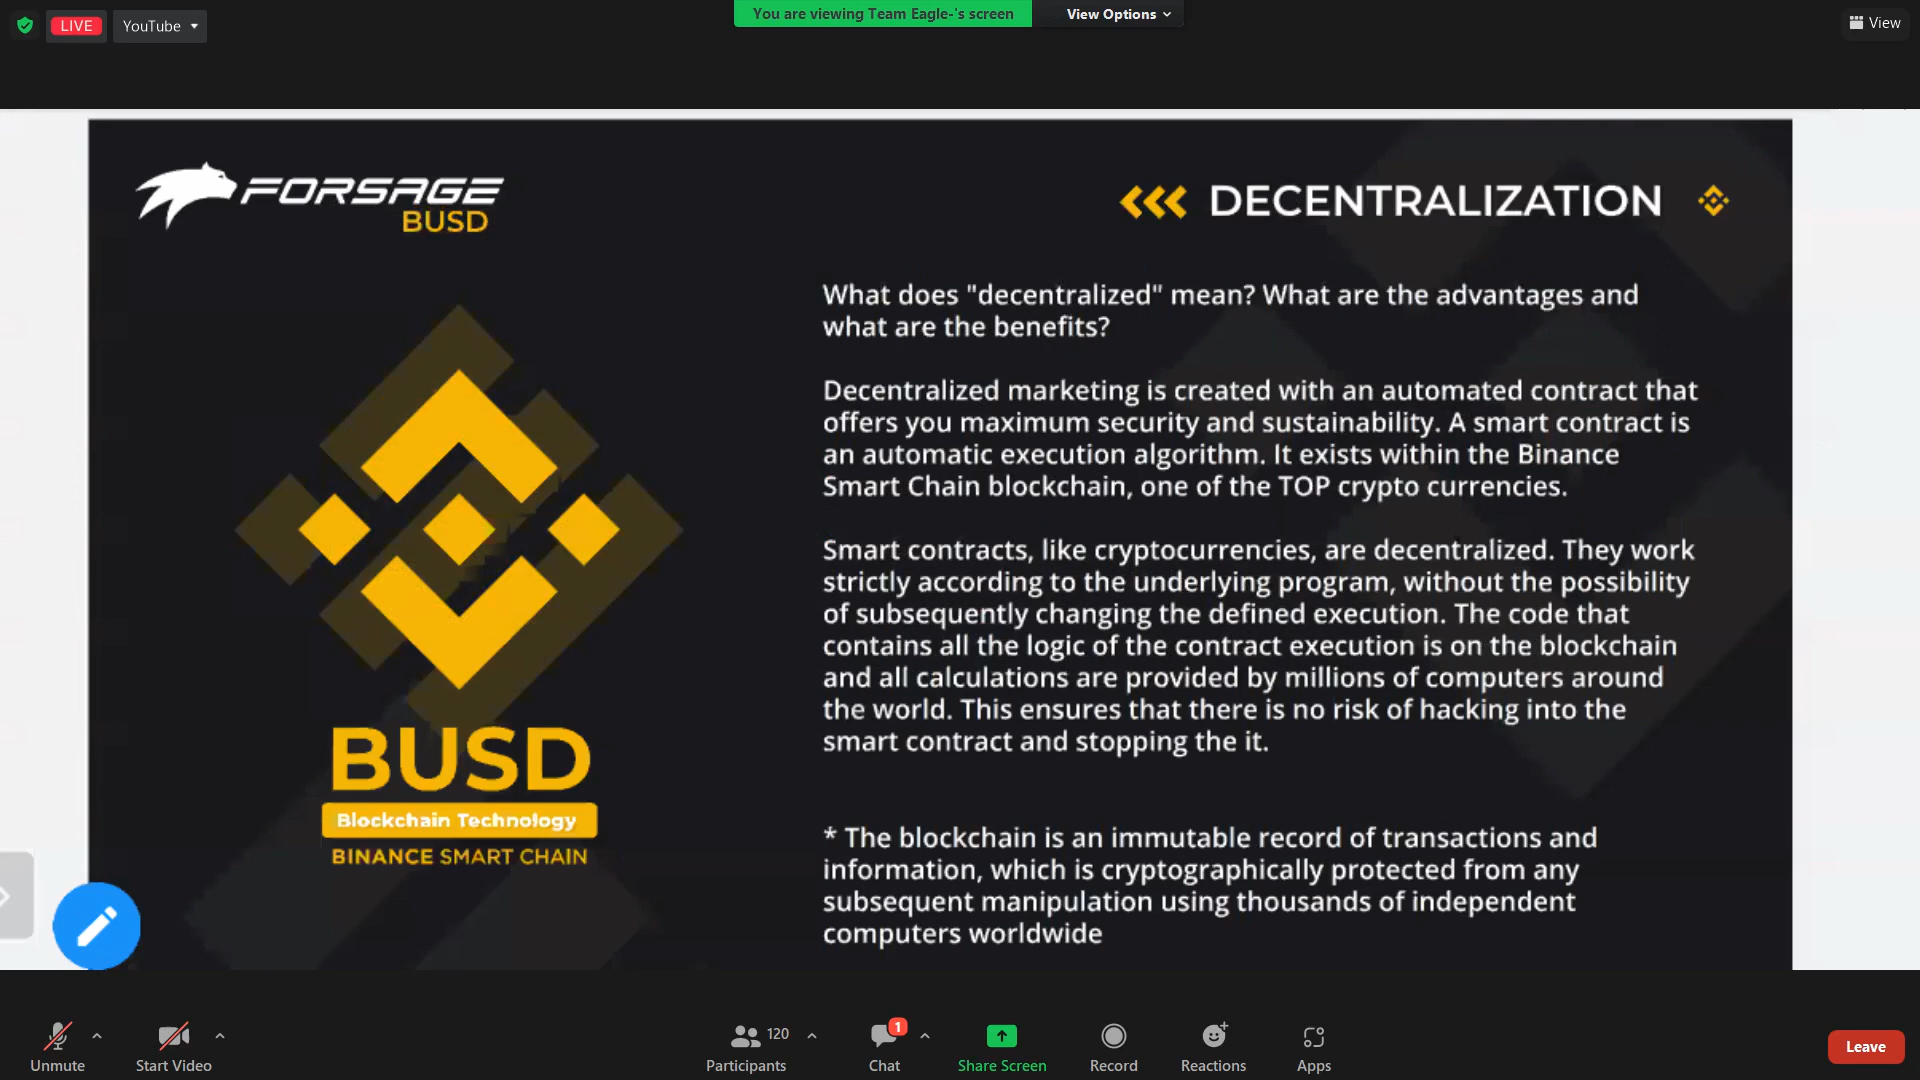 LIVE
YouTube
You are viewing Team Eagle-'s screen
View Options
View
FORSAGE
BUSD
DECENTRALIZATION
What does "decentralized" mean? What are the advantages and
what are the benefits?
Decentralized marketing is created with an automated contract that
offers you maximum security and sustainability. A smart contract is
an automatic execution algorithm. It exists within the Binance
Smart Chain blockchain, one of the TOP crypto currencies.
Smart contracts, like cryptocurrencies, are decentralized. They work
strictly according to the underlying program, without the possibility
of subsequently changing the defined execution. The code that
contains all the logic of the contract execution is on the blockchain
and all calculations are provided by millions of computers around
the world. This ensures that there is no risk of hacking into the
smart contract and stopping the it.
* The blockchain is an immutable record of transactions and
information, which is cryptographically protected from any
subsequent manipulation using thousands of independent
computers worldwide
BUSD
Blockchain Technology
BINANCE SMART CHAIN
Unmute
Start Video
120
Participants
1
Chat
Share Screen
Record
Reactions
Apps
Leave